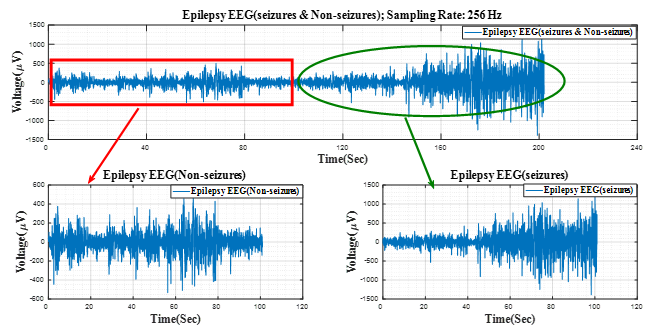 Epilepsy EEG(seizures & Non-seizures); Sampling Rate: 256 Hz
Epilepsy EEG(seizures & Non-seizures)
Voltage(μV)
1500
1000
500
0
-500
-1000
-1500
0 40 80 120 160 200 240
Time(Sec)
Epilepsy EEG(Non-seizures)
Epilepsy EEG(Non-seizures)
Voltage(μV)
600
400
200
0
-200
-400
-600
0 20 40 60 80 100 120
Time(Sec)
Epilepsy EEG(seizures)
Epilepsy EEG(seizures)
Voltage(μV)
1500
1000
500
0
-500
-1000
-1500
0 20 40 60 80 100 120
Time(Sec)